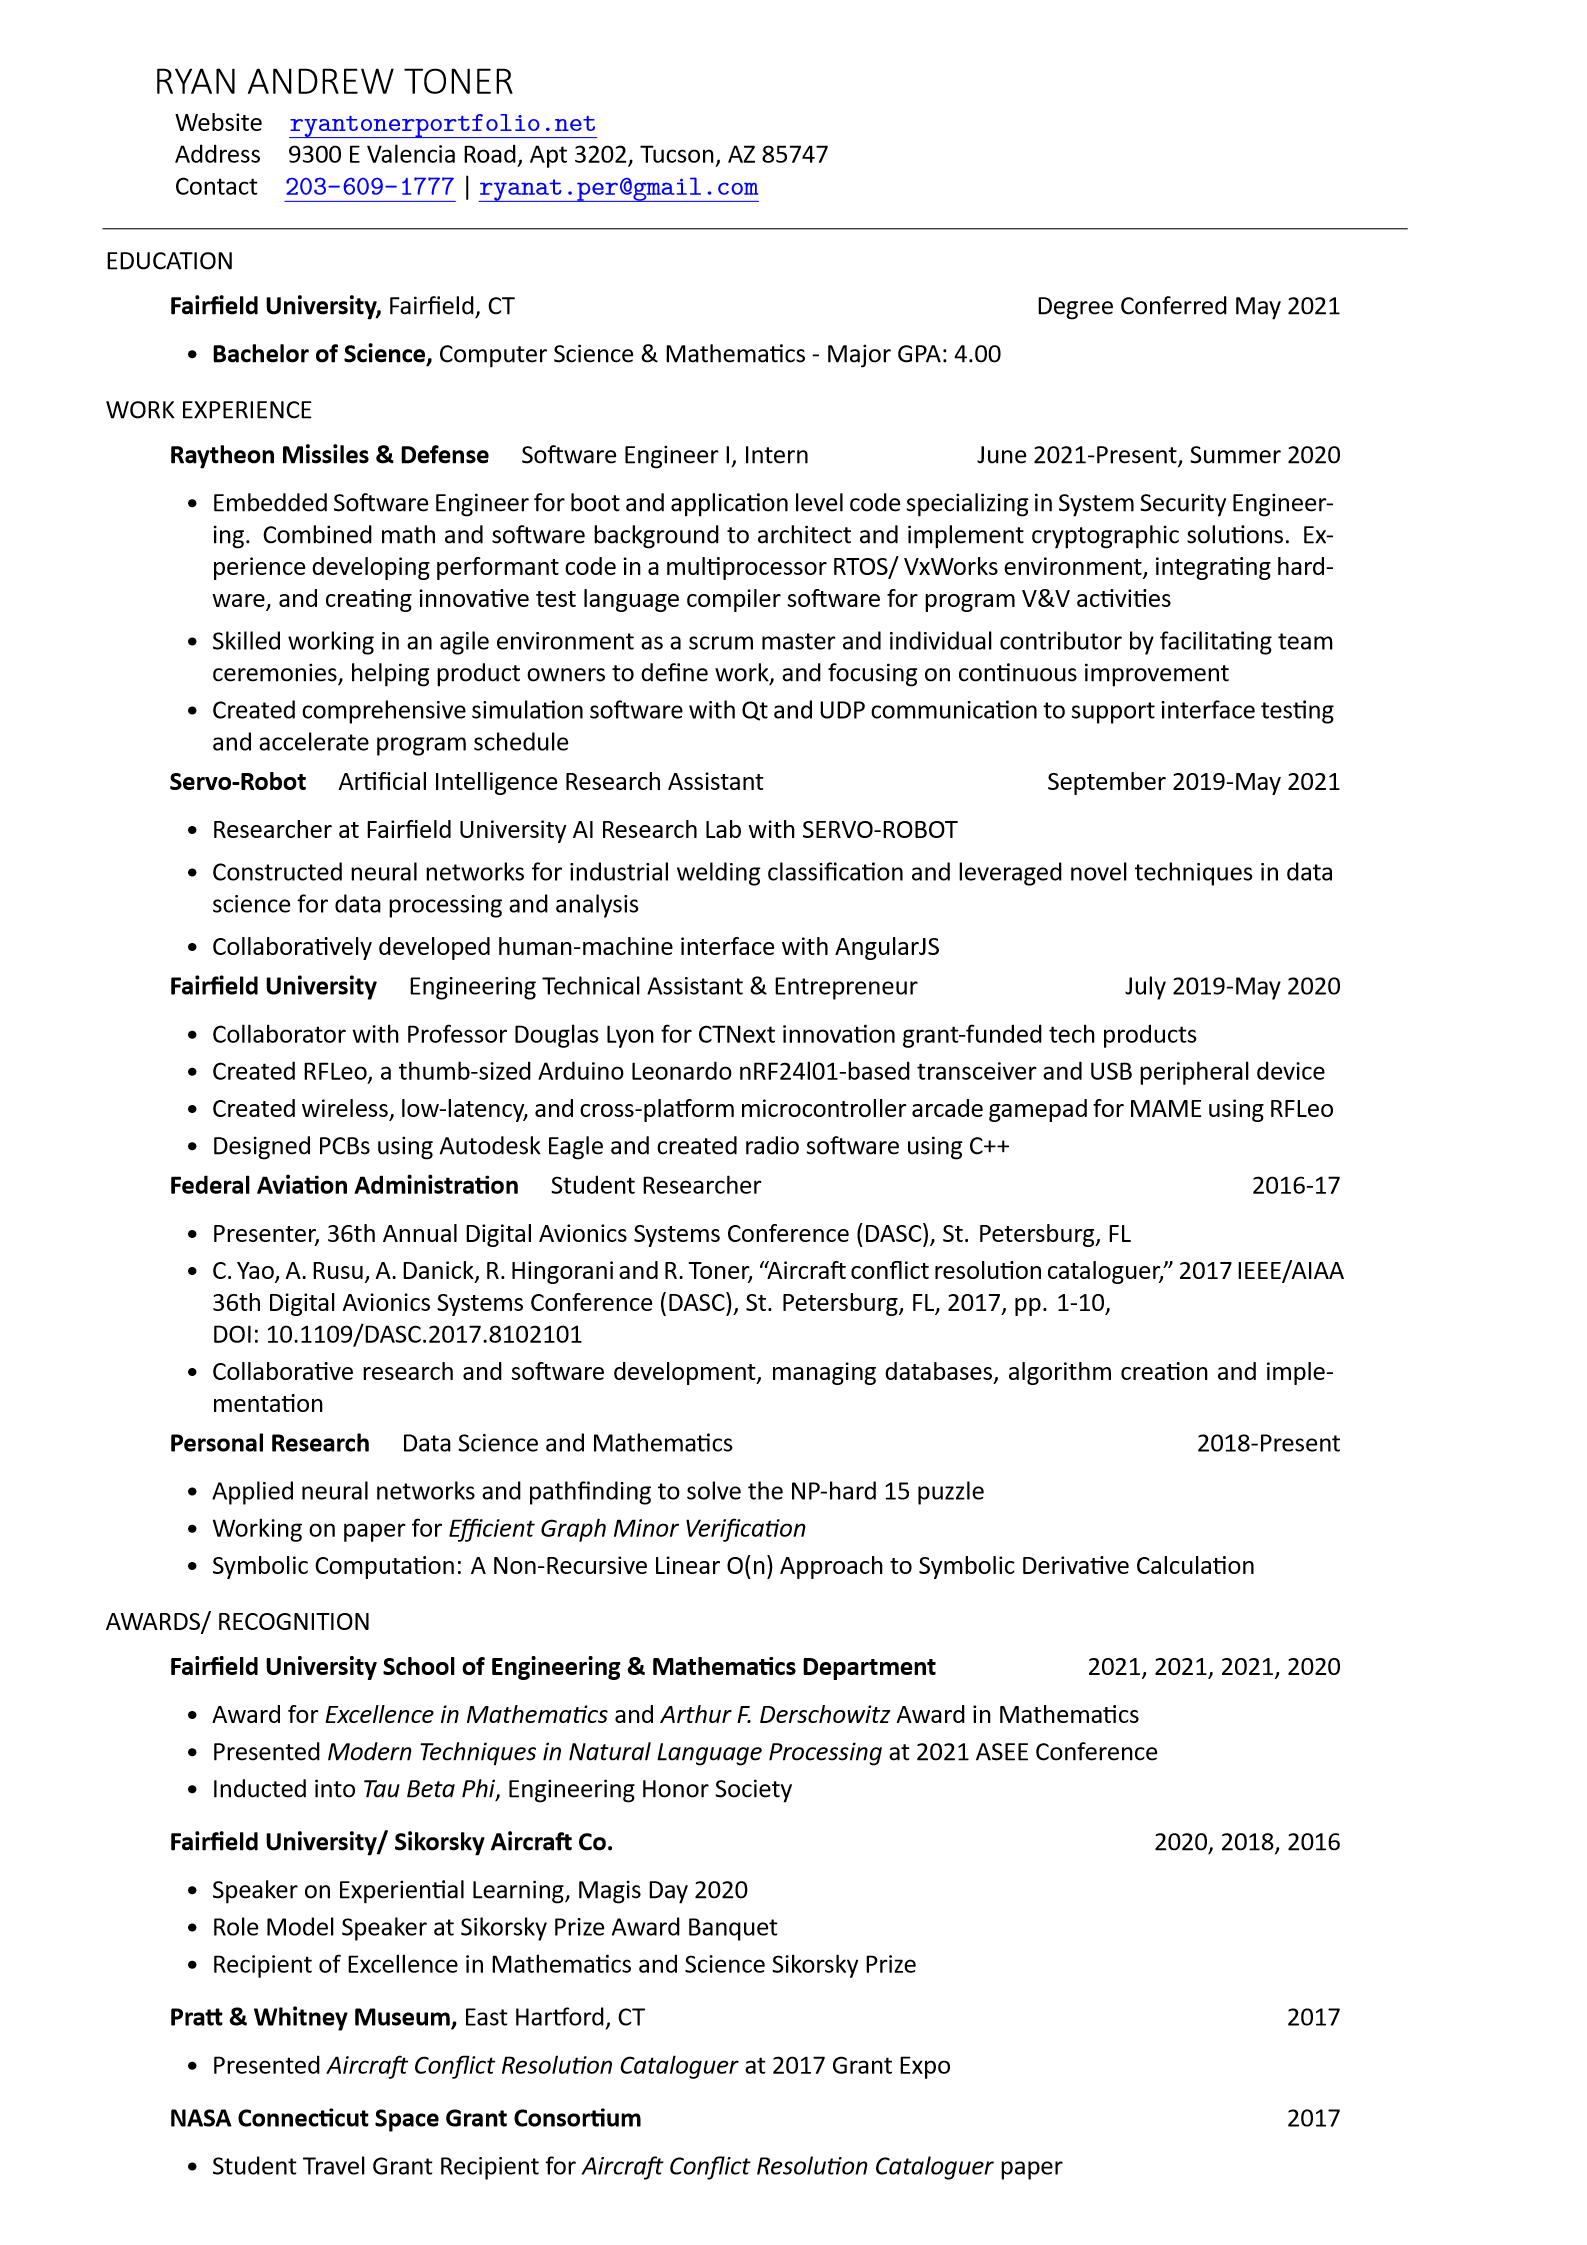 RYAN ANDREW TONER
Website ryantonerportfolio.net
Address 9300 E Valencia Road, Apt 3202, Tucson, AZ 85747
Contact 203-609-1777 | ryanat.per@gmail.com
EDUCATION
Fairfield University, Fairfield, CT Degree Conferred May 2021
• Bachelor of Science, Computer Science & Mathematics - Major GPA: 4.00
WORK EXPERIENCE
Raytheon Missiles & Defense Software Engineer I, Intern June 2021-Present, Summer 2020
• Embedded Software Engineer for boot and application level code specializing in System Security Engineer-
ing. Combined math and software background to architect and implement cryptographic solutions. Ex-
perience developing performant code in a multiprocessor RTOS/ VxWorks environment, integrating hard-
ware, and creating innovative test language compiler software for program V&V activities
• Skilled working in an agile environment as a scrum master and individual contributor by facilitating team
ceremonies, helping product owners to define work, and focusing on continuous improvement
• Created comprehensive simulation software with Qt and UDP communication to support interface testing
and accelerate program schedule
Servo-Robot Artificial Intelligence Research Assistant September 2019-May 2021
• Researcher at Fairfield University AI Research Lab with SERVO-ROBOT
• Constructed neural networks for industrial welding classification and leveraged novel techniques in data
science for data processing and analysis
• Collaboratively developed human-machine interface with AngularJS
Fairfield University Engineering Technical Assistant & Entrepreneur July 2019-May 2020
• Collaborator with Professor Douglas Lyon for CTNext innovation grant-funded tech products
• Created RFLeo, a thumb-sized Arduino Leonardo nRF24l01-based transceiver and USB peripheral device
• Created wireless, low-latency, and cross-platform microcontroller arcade gamepad for MAME using RFLeo
• Designed PCBs using Autodesk Eagle and created radio software using C++
Federal Aviation Administration Student Researcher 2016-17
• Presenter, 36th Annual Digital Avionics Systems Conference (DASC), St. Petersburg, FL
• C. Yao, A. Rusu, A. Danick, R. Hingorani and R. Toner, “Aircraft conflict resolution cataloguer,” 2017 IEEE/AIAA
36th Digital Avionics Systems Conference (DASC), St. Petersburg, FL, 2017, pp. 1-10,
DOI: 10.1109/DASC.2017.8102101
• Collaborative research and software development, managing databases, algorithm creation and imple-
mentation
Personal Research Data Science and Mathematics 2018-Present
• Applied neural networks and pathfinding to solve the NP-hard 15 puzzle
• Working on paper for Efficient Graph Minor Verification
• Symbolic Computation: A Non-Recursive Linear O(n) Approach to Symbolic Derivative Calculation
AWARDS/ RECOGNITION
Fairfield University School of Engineering & Mathematics Department 2021, 2021, 2021, 2020
• Award for Excellence in Mathematics and Arthur F. Derschowitz Award in Mathematics
• Presented Modern Techniques in Natural Language Processing at 2021 ASEE Conference
• Inducted into Tau Beta Phi, Engineering Honor Society
Fairfield University/ Sikorsky Aircraft Co. 2020, 2018, 2016
• Speaker on Experiential Learning, Magis Day 2020
• Role Model Speaker at Sikorsky Prize Award Banquet
• Recipient of Excellence in Mathematics and Science Sikorsky Prize
Pratt & Whitney Museum, East Hartford, CT 2017
• Presented Aircraft Conflict Resolution Cataloguer at 2017 Grant Expo
NASA Connecticut Space Grant Consortium 2017
• Student Travel Grant Recipient for Aircraft Conflict Resolution Cataloguer paper